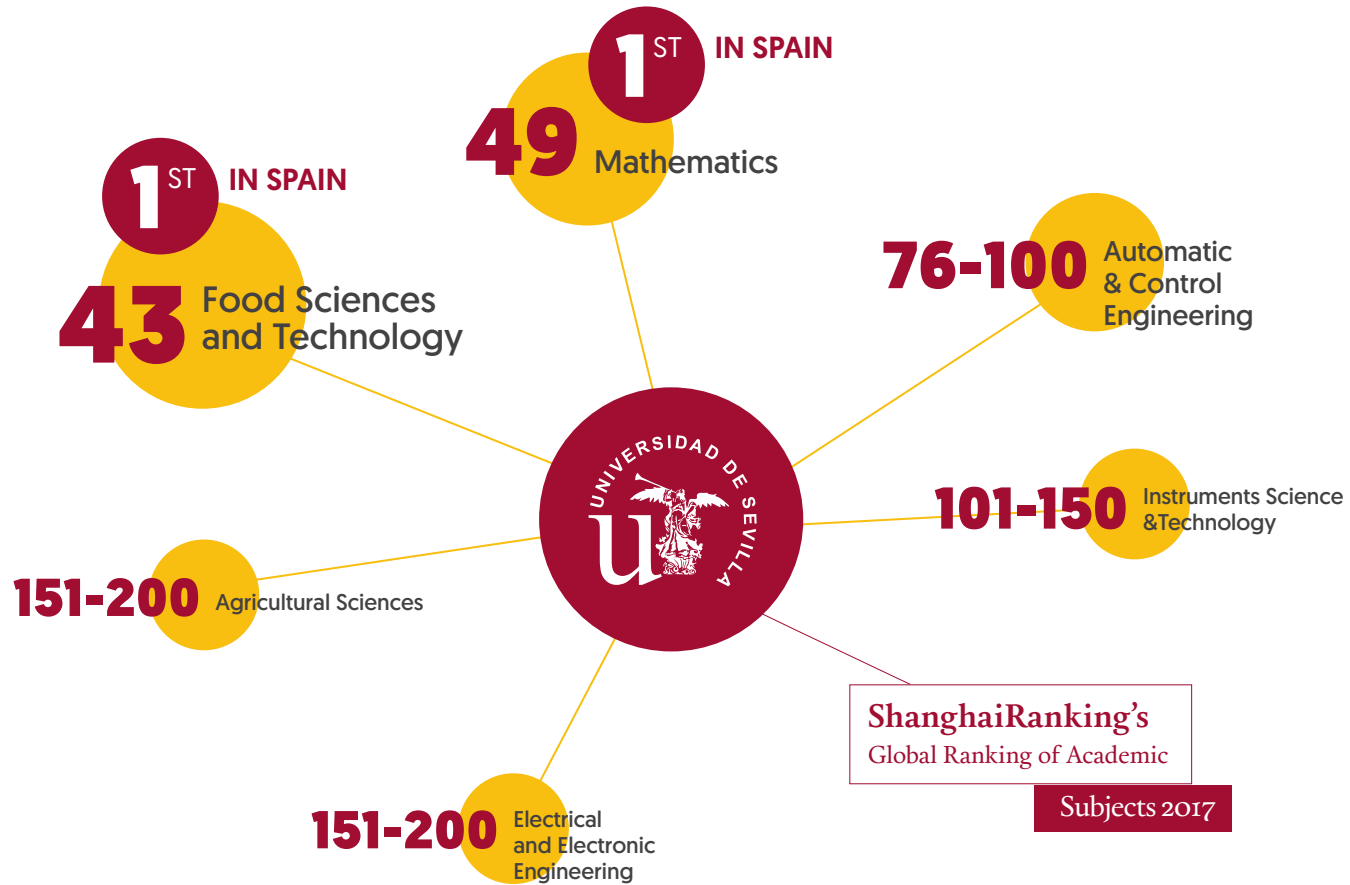 1ST IN SPAIN
49 Mathematics
1ST IN SPAIN
43 Food Sciences
and Technology
76-100 Automatic
& Control
Engineering
UNIVERSIDAD DE SEVILLA
u
101-150 Instruments Science
&Technology
151-200 Agricultural Sciences
ShanghaiRanking's
Global Ranking of Academic
Subjects 2017
151-200 Electrical
and Electronic
Engineering